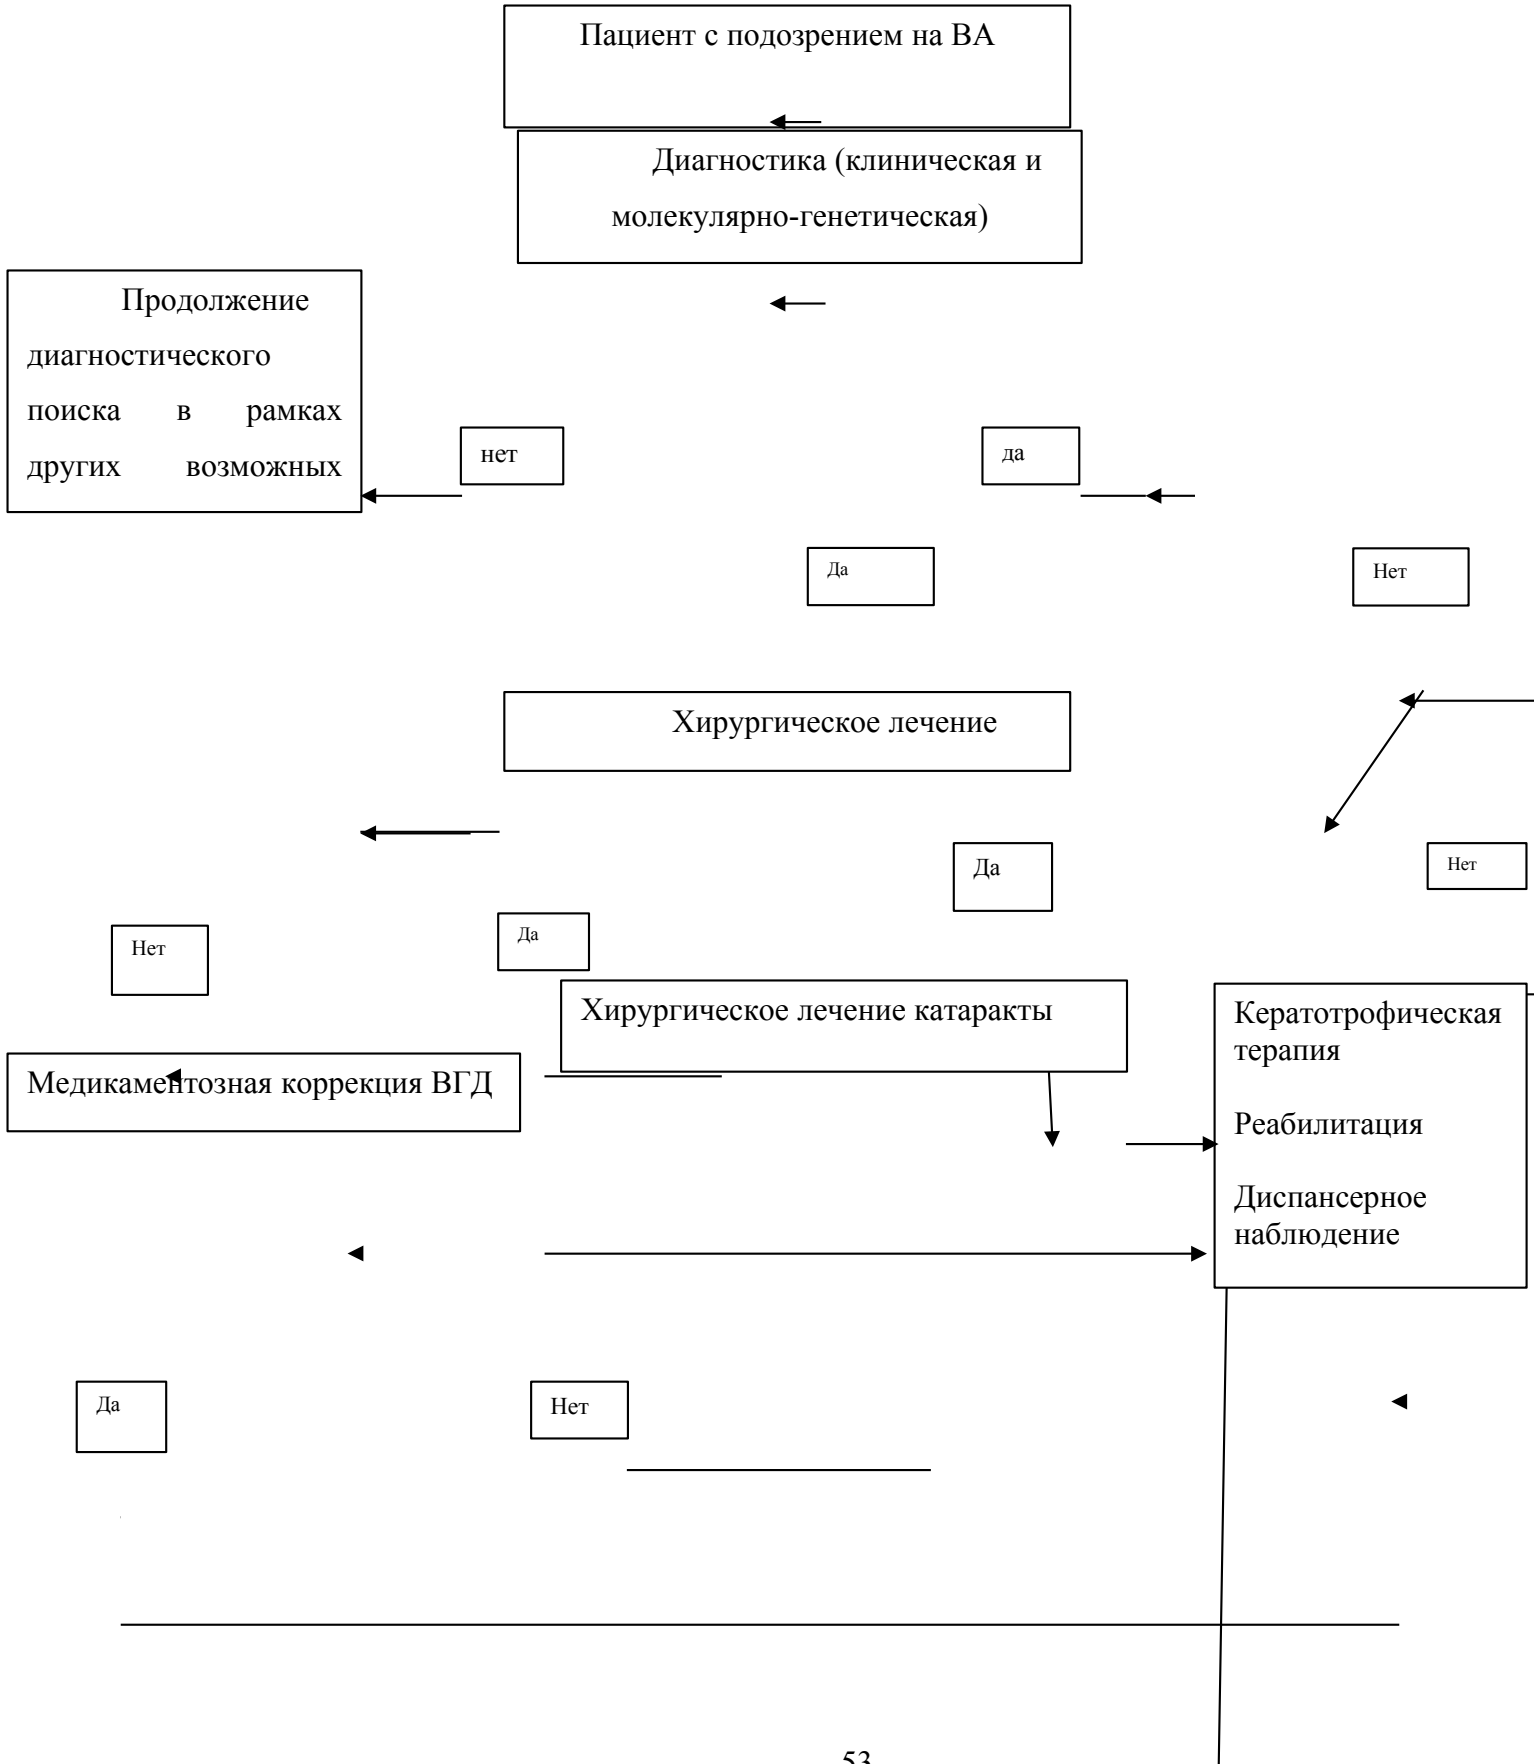 Пациент с подозрением на ВА
Диагностика (клиническая и
молекулярно-генетическая)
Продолжение
диагностического
поиска в рамках
других возможных
нет
да
Да
Нет
Хирургическое лечение
Да
Нет
Нет
Да
Хирургическое лечение катаракты
Кератотрофическая
терапия
Реабилитация
Диспансерное
наблюдение
Медикаментозная коррекция ВГД
Да
Нет
53